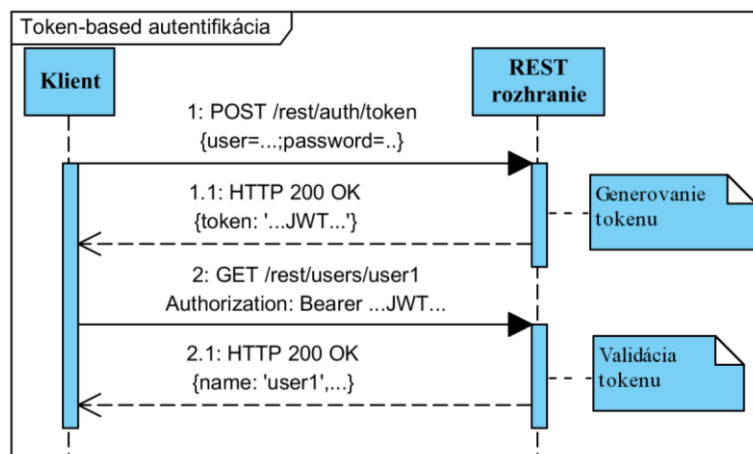 Token-based autentifikácia
Klient
REST
rozhranie
1: POST /rest/auth/token
{user=...;password=..}
1.1: HTTP 200 OK
{token: '...JWT...'}
Generovanie
tokenu
2: GET /rest/users/user1
Authorization: Bearer ...JWT...
2.1: HTTP 200 OK
{name: 'user1',...}
Validácia
tokenu